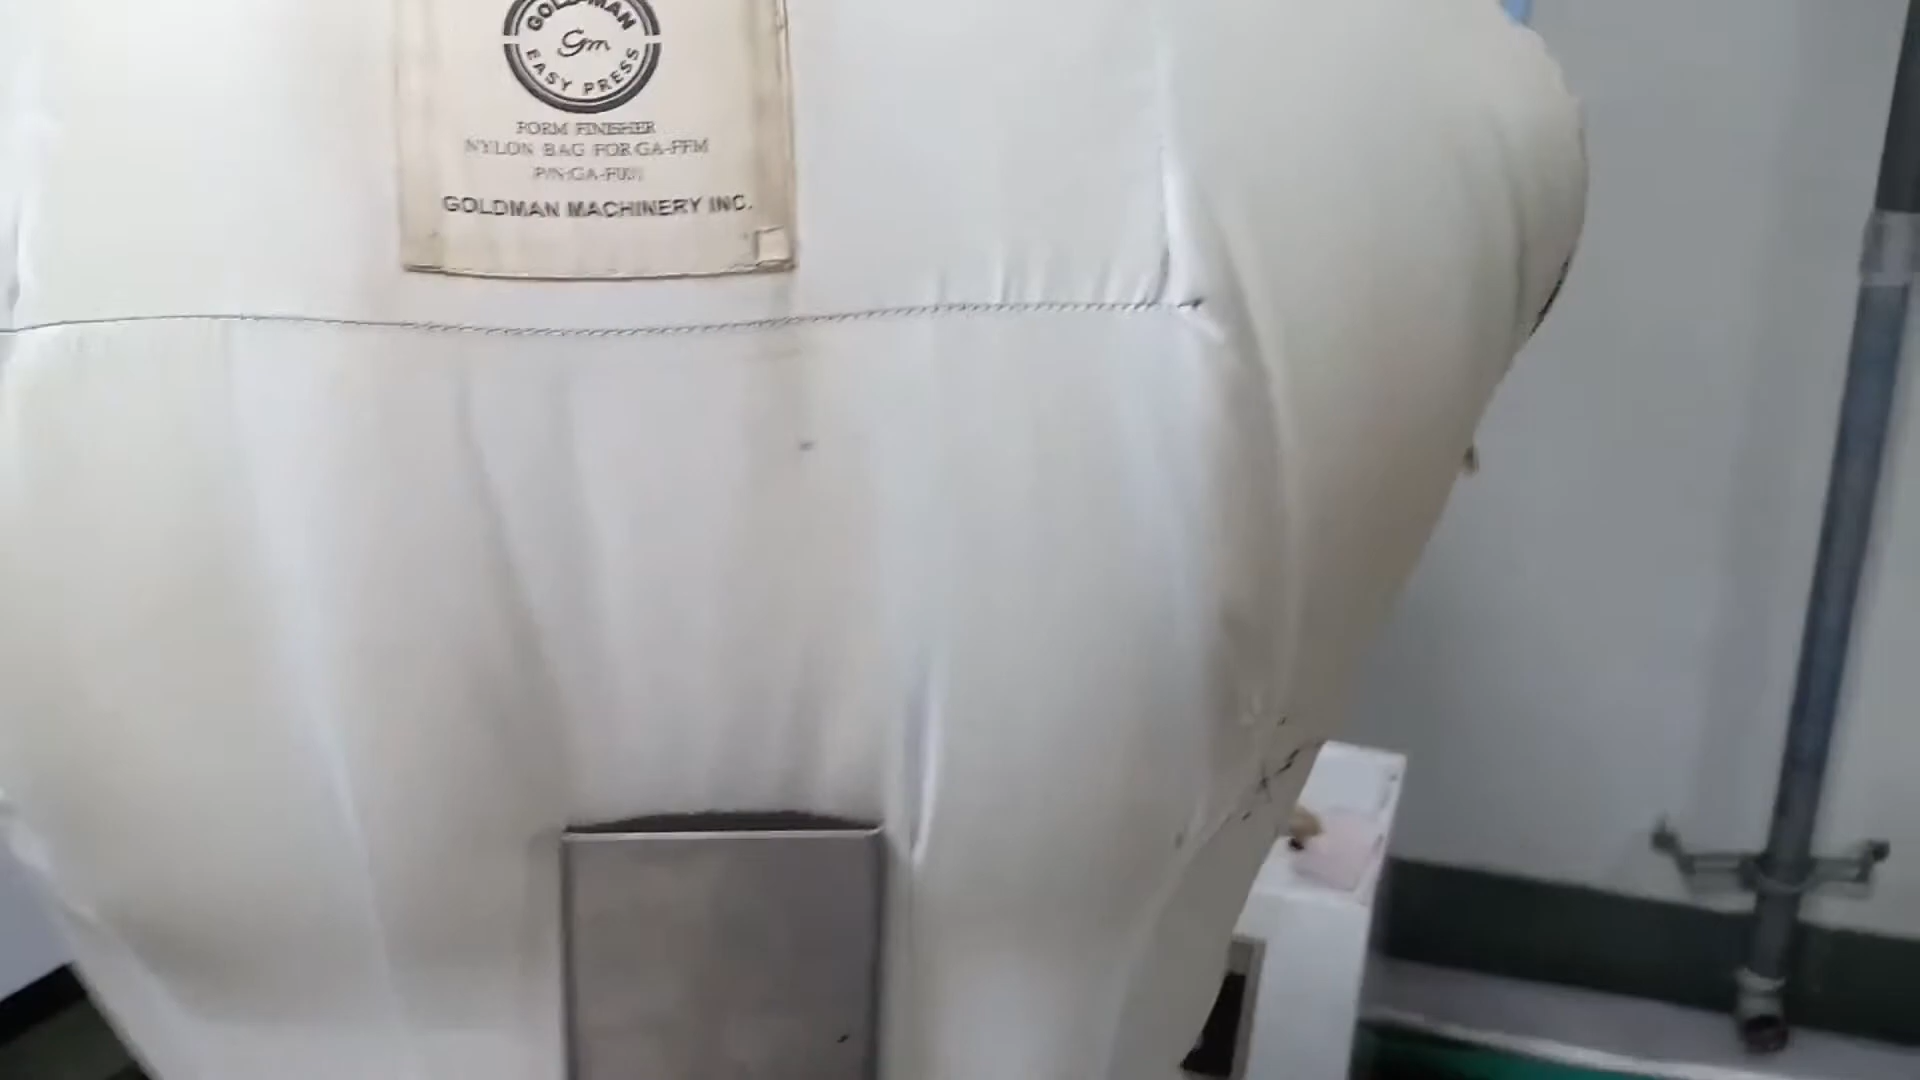 GOLDMAN
Gm
EASY PRESS
FORM FINISHER
NYLON BAG FOR GA-FFM
GOLDMAN MACHINERY INC.